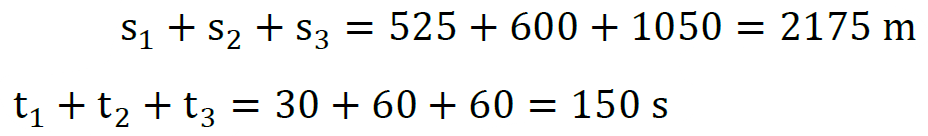 s₁ + s₂ + s₃ = 525 + 600 + 1050 = 2175 m
t₁ + t₂ + t₃ = 30 + 60 + 60 = 150 s